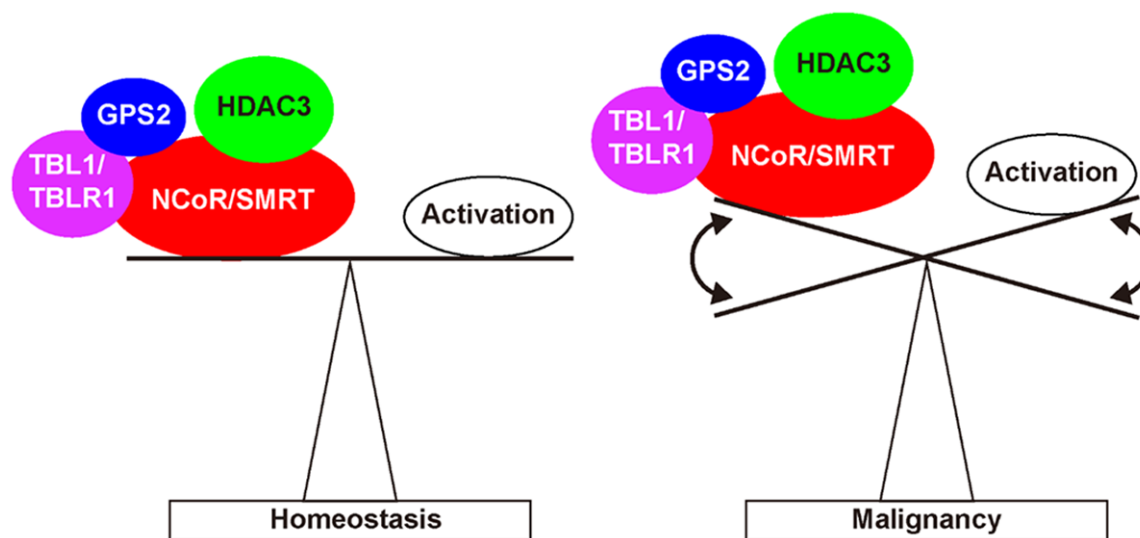 GPS2
HDAC3
TBL1/
TBLR1
NCoR/SMRT
Activation
Homeostasis
GPS2
HDAC3
TBL1/
TBLR1
NCoR/SMRT
Activation
Malignancy